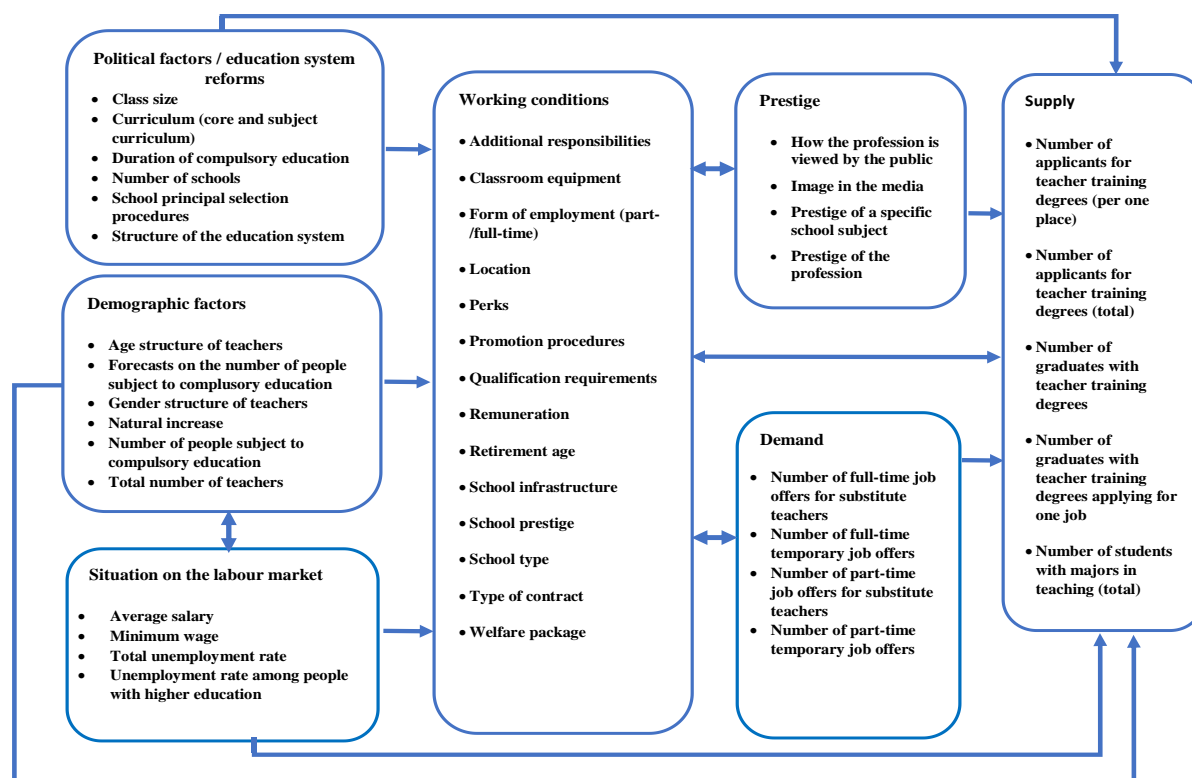 Political factors / education system
reforms
• Class size
• Curriculum (core and subject
curriculum)
• Duration of compulsory education
• Number of schools
• School principal selection
procedures
• Structure of the education system
Demographic factors
• Age structure of teachers
• Forecasts on the number of people
subject to complusory education
• Gender structure of teachers
• Natural increase
• Number of people subject to
compulsory education
• Total number of teachers
Situation on the labour market
• Average salary
• Minimum wage
• Total unemployment rate
• Unemployment rate among people
with higher education
Working conditions
• Additional responsibilities
• Classroom equipment
• Form of employment (part-
/full-time)
• Location
• Perks
• Promotion procedures
• Qualification requirements
• Remuneration
• Retirement age
• School infrastructure
• School prestige
• School type
• Type of contract
• Welfare package
Prestige
• How the profession is
viewed by the public
• Image in the media
• Prestige of a specific
school subject
• Prestige of the
profession
Demand
• Number of full-time job
offers for substitute
teachers
• Number of full-time
temporary job offers
• Number of part-time
job offers for substitute
teachers
• Number of part-time
temporary job offers
Supply
• Number of
applicants for
teacher training
degrees (per one
place)
• Number of
applicants for
teacher training
degrees (total)
• Number of
graduates with
teacher training
degrees
• Number of
graduates with
teacher training
degrees applying for
one job
• Number of students
with majors in
teaching (total)